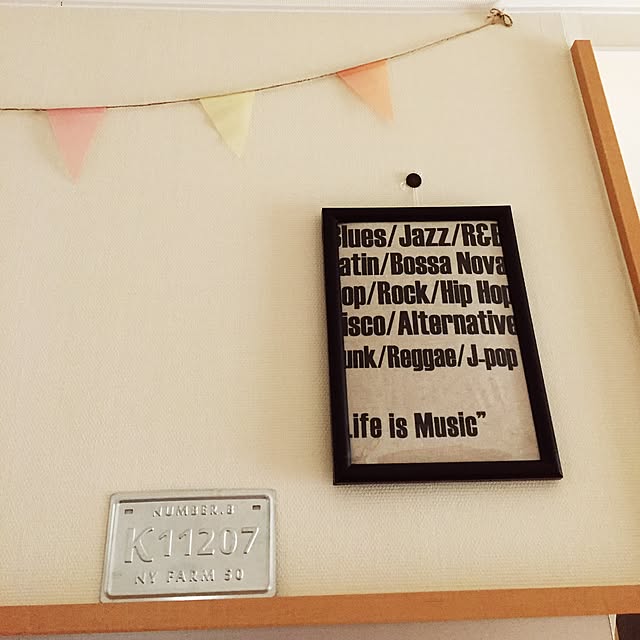 Blues/Jazz/R&B
atin/Bossa Nova
op/Rock/Hip Hop
isco/Alternative
unk/Reggae/J-pop
Life is Music”
NUMBER.B
K11207
NY FARM 50